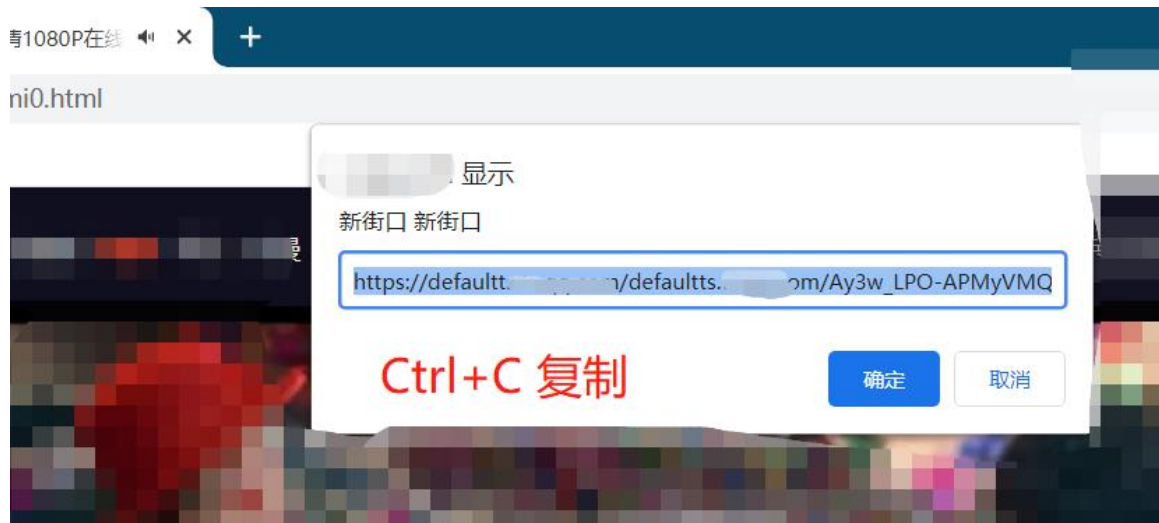 1080P在线
ni0.html
显示
新街口 新街口
https://defaultt /defaultts. om/Ay3w_LPO-APMyVMQ
Ctrl+C 复制
确定 取消